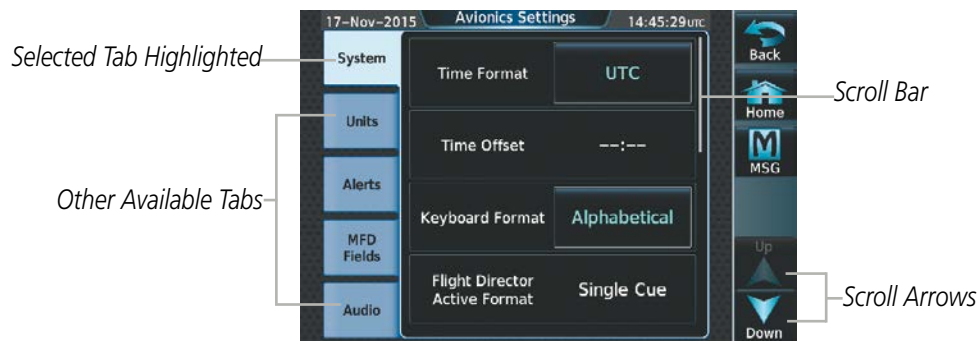 17-Nov-2015 Avionics Settings 14:45:29UTC
Selected Tab Highlighted
System
Units
Alerts
MFD
Fields
Audio
Other Available Tabs
Time Format UTC
Time Offset --:--
Keyboard Format Alphabetical
Flight Director
Active Format
Single Cue
Back
Home
MSG
Up
Down
Scroll Bar
Scroll Arrows